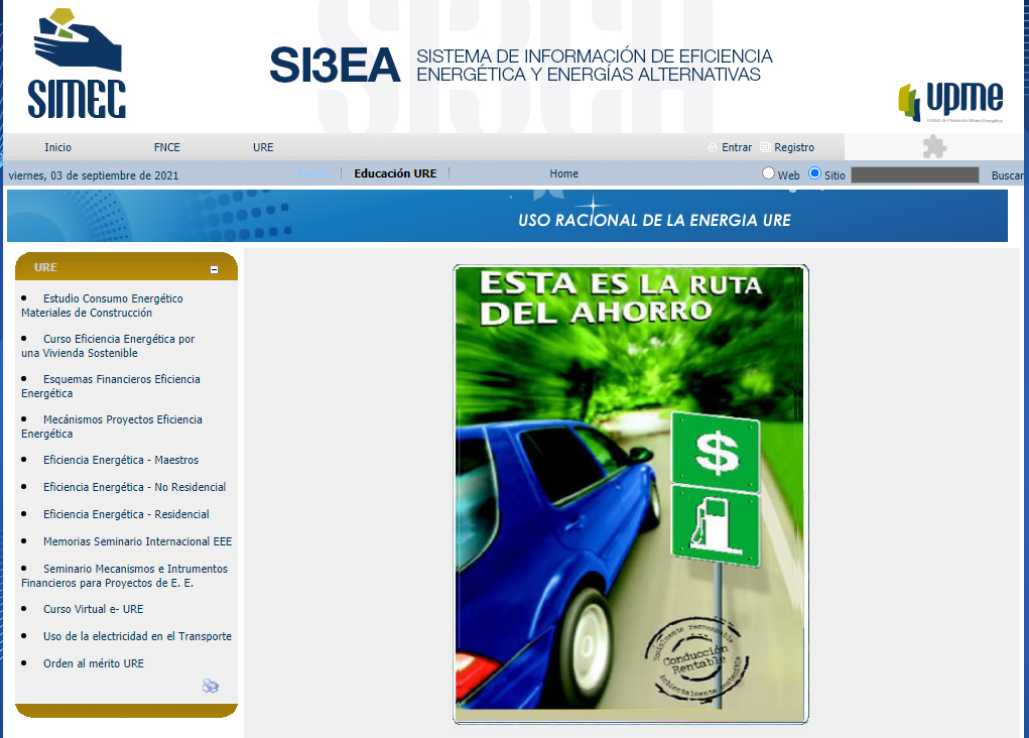 SIMEC
SI3EA SISTEMA DE INFORMACIÓN DE EFICIENCIA
ENERGÉTICA Y ENERGÍAS ALTERNATIVAS
upme
Inicio FNCE URE Entrar Registro
viernes, 03 de septiembre de 2021 Home Educación URE Home Web Sitio Buscar
USO RACIONAL DE LA ENERGIA URE
URE
Estudio Consumo Energético
Materiales de Construcción
Curso Eficiencia Energética por
una Vivienda Sostenible
Esquemas Financieros Eficiencia
Energética
Mecánismos Proyectos Eficiencia
Energética
Eficiencia Energética - Maestros
Eficiencia Energética - No Residencial
Eficiencia Energética - Residencial
Memorias Seminario Internacional EEE
Seminario Mecanismos e Intrumentos
Financieros para Proyectos de E. E.
Curso Virtual e- URE
Uso de la electricidad en el Transporte
Orden al mérito URE
ESTA ES LA RUTA
DEL AHORRO
$
Socialmente responsable
Conducción
Rentable
Ambientalmente sostenible